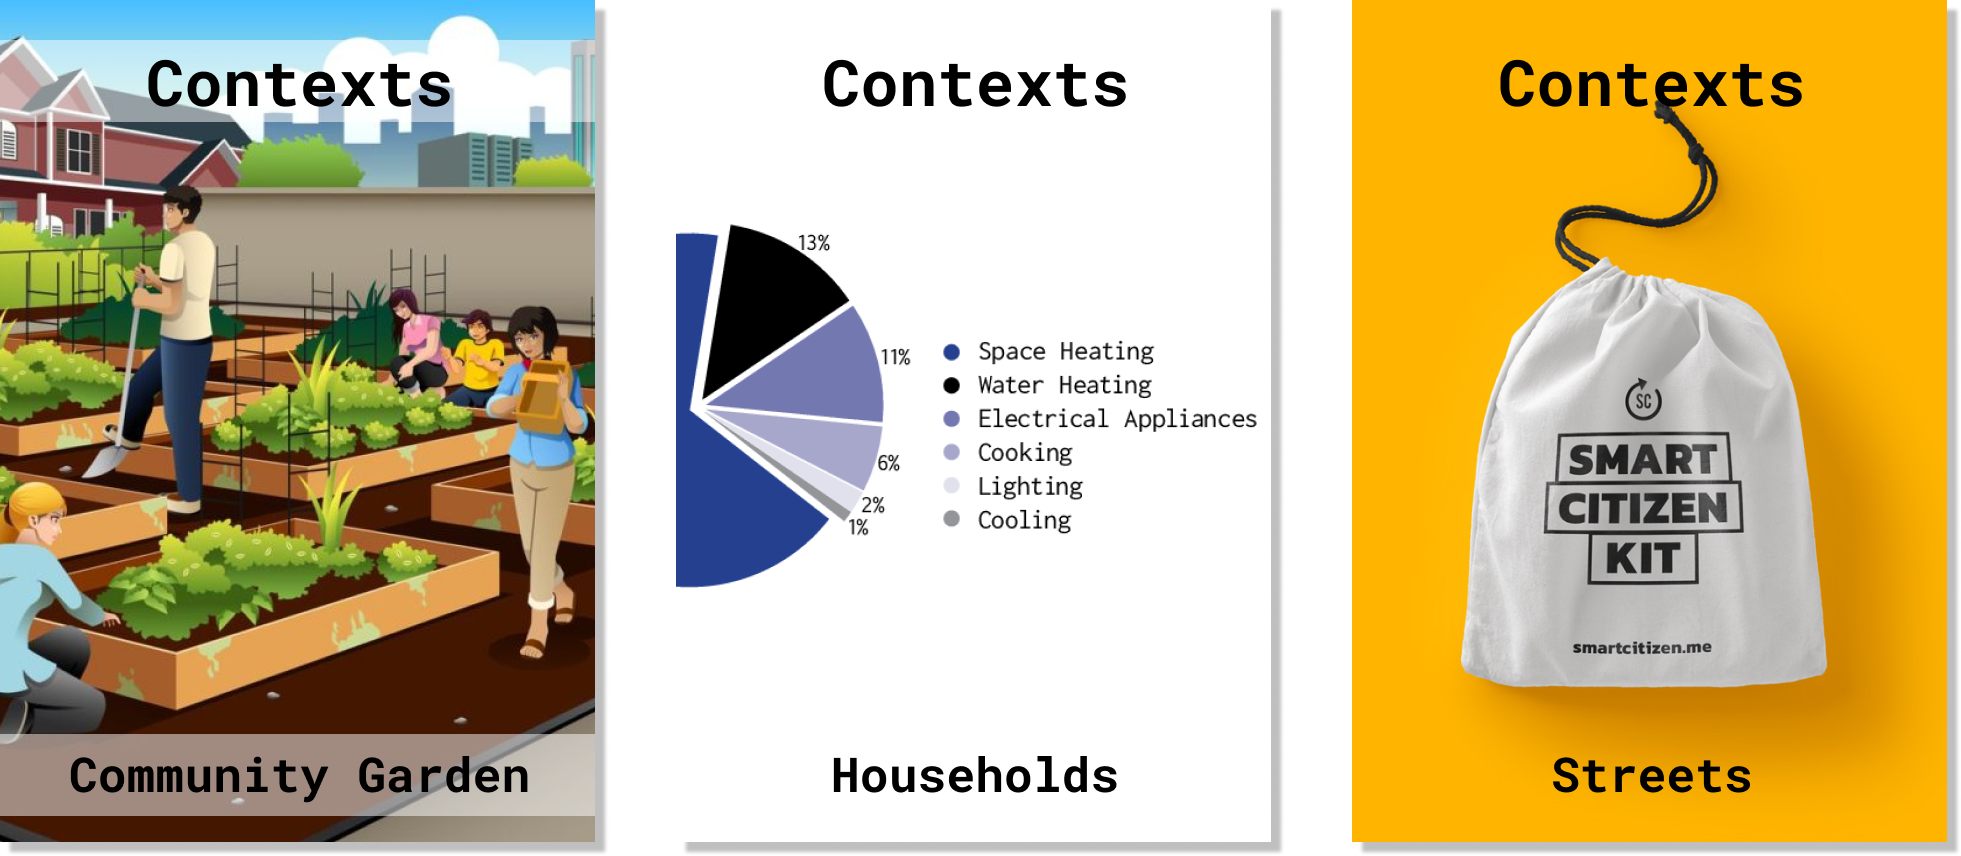 Contexts
Community Garden
Contexts
13%
11%
6%
2%
1%
Space Heating
Water Heating
Electrical Appliances
Cooking
Lighting
Cooling
Households
Contexts
SC
SMART
CITIZEN
KIT
smartcitizen.me
Streets